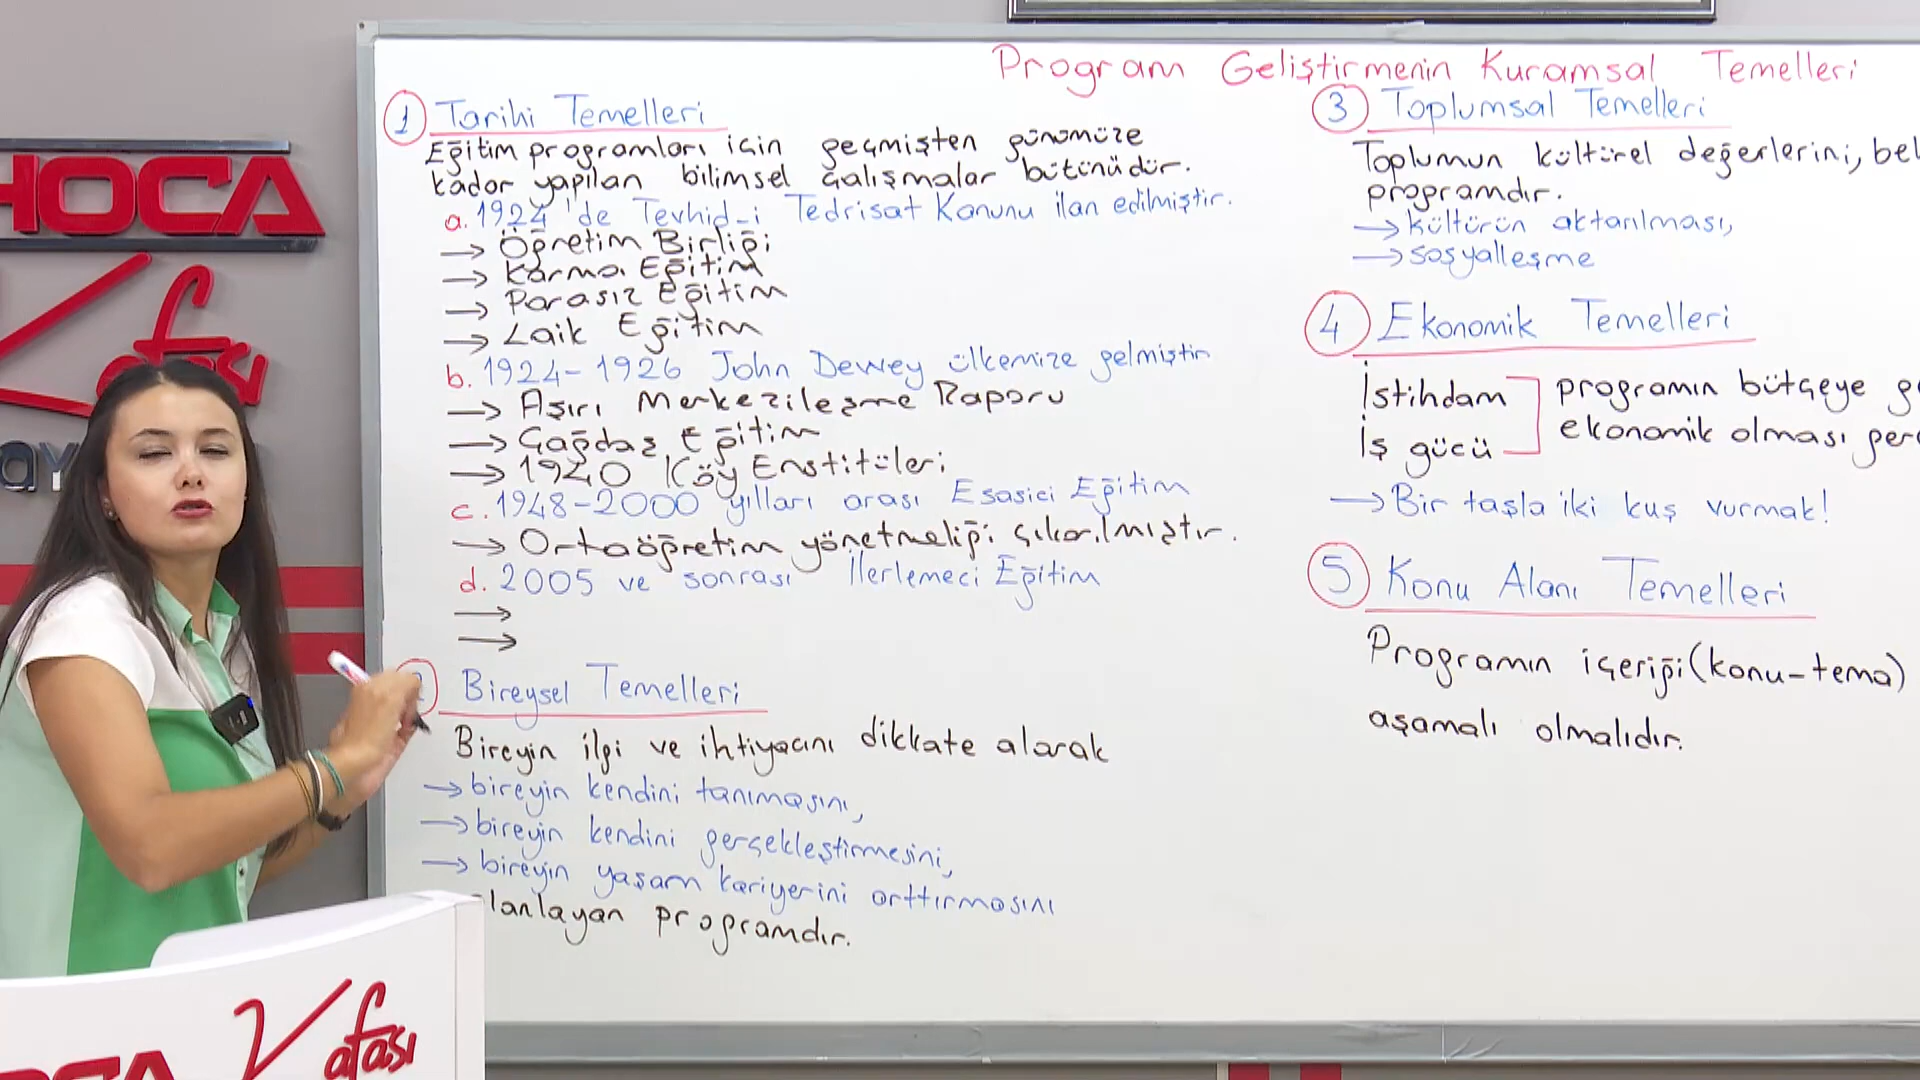 Program Geliştirmenin Kuramsal Temelleri
1 Tarihi Temelleri
Eğitim programları için geçmişten günümüze
kadar yapılan bilimsel çalışmalar bütünüdür.
a. 1924'de Tevhid-i Tedrisat Kanunu ilan edilmiştir.
→ Öğretim Birliği
→ Karma Eğitim
→ Parasız Eğitim
→ Laik Eğitim
b. 1924-1926 John Dewey ülkemize gelmiştir
→ Aşırı Merkezileşme Raporu
→ Çağdaş Eğitim
→ 1940 Köy Enstitüleri
c. 1948-2000 yılları arası Esasici Eğitim
→ Ortaöğretim yönetmeliği çıkarılmıştır.
d. 2005 ve sonrası İlerlemeci Eğitim
→
→
2 Bireysel Temelleri
Bireyin ilgi ve ihtiyacını dikkate alarak
→ bireyin kendini tanımasını,
→ bireyin kendini gerçekleştirmesini,
→ bireyin yaşam kariyerini arttırmasını
lanlayan programdır.
3 Toplumsal Temelleri
Toplumun kültürel değerlerini, bek
programdır.
→ kültürün aktarılması,
→ sosyalleşme
4 Ekonomik Temelleri
İstihdam
İş gücü
programın bütçeye
ekonomik olması
→ Bir taşla iki kuş vurmak!
5 Konu Alanı Temelleri
Programın içeriği (konu-tema)
aşamalı olmalıdır.
HOCA
Kafası
ay
Kafası